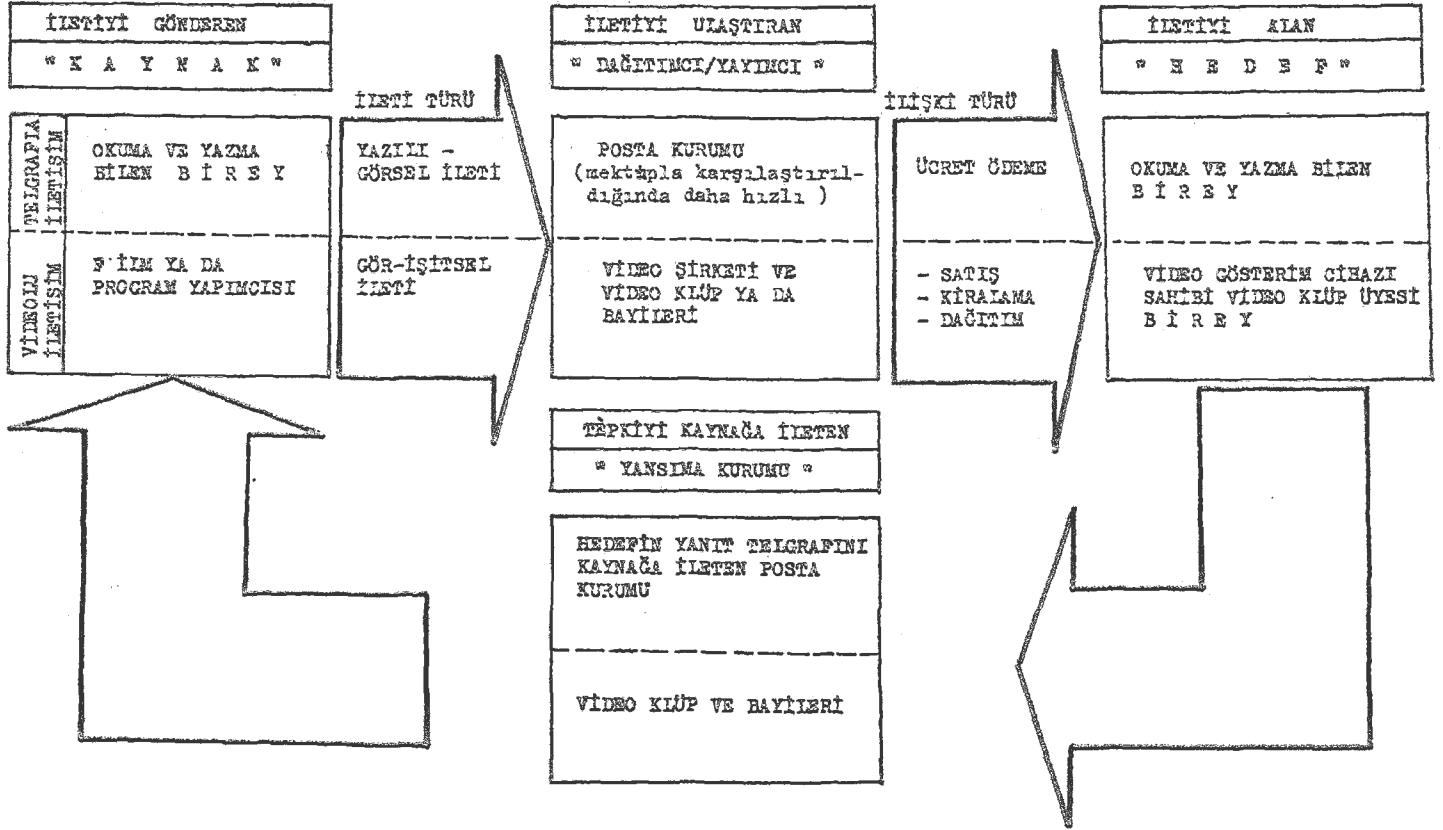 İLETİYİ GÖNDEREN
" K A Y N A K "
İLETİYİ ULAŞTIRAN
" DAĞITIMCI/YAYIMCI "
İLETİYİ ALAN
" H E D E F "
İLETİ TÜRÜ
İLİŞKİ TÜRÜ
TELGRAFLA
İLETİŞİM
OKUMA VE YAZMA
BİLEN B İ R E Y
YAZILI -
GÖRSEL İLETİ
POSTA KURUMU
(mektupla karşılaştırıl-
dığında daha hızlı )
ÜCRET ÖDEME
OKUMA VE YAZMA BİLEN
B İ R E Y
VİDEOLU
İLETİŞİM
FİLM YA DA
PROGRAM YAPIMCISI
GÖR-İŞİTSEL
İLETİ
VİDEO ŞİRKETİ VE
VİDEO KLÜP YA DA
BAYİLERİ
- SATIŞ
- KİRALAMA
- DAĞITIM
VİDEO GÖSTERİM CİHAZI
SAHİBİ VİDEO KLÜP ÜYESİ
B İ R E Y
TEPKİYİ KAYNAĞA İLETEN
" YANSIMA KURUMU "
HEDEFİN YANIT TELGRAFINI
KAYNAĞA İLETEN POSTA
KURUMU
VİDEO KLÜP VE BAYİLERİ